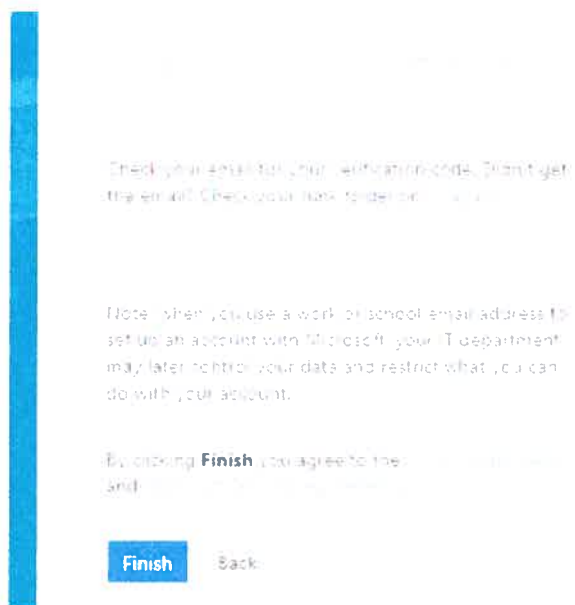 Check your email for your verification code. Didn't get
the email? Check your junk folder or
Note: when you use a work or school email address to
set up an account with Microsoft, your IT department
may later control your data and restrict what you can
do with your account.
By clicking Finish you agree to the
and
Finish Back